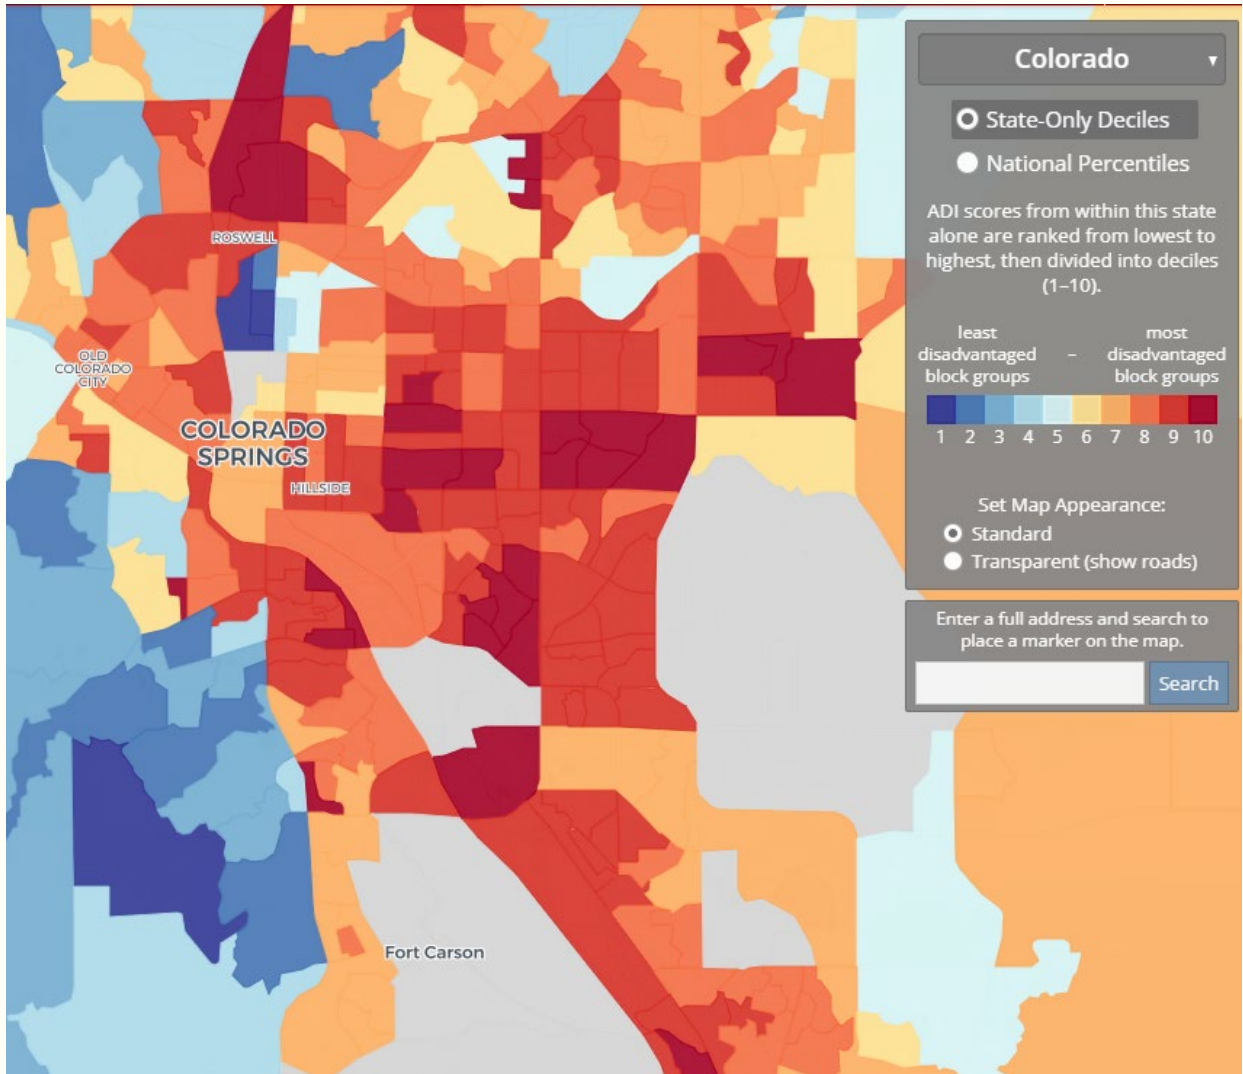 Colorado
State-Only Deciles
National Percentiles
ADI scores from within this state
alone are ranked from lowest to
highest, then divided into deciles
(1–10).
least
disadvantaged
block groups
–
most
disadvantaged
block groups
1 2 3 4 5 6 7 8 9 10
Set Map Appearance:
Standard
Transparent (show roads)
Enter a full address and search to
place a marker on the map.
Search
ROSWELL
OLD
COLORADO
CITY
COLORADO
SPRINGS
HILLSIDE
Fort Carson